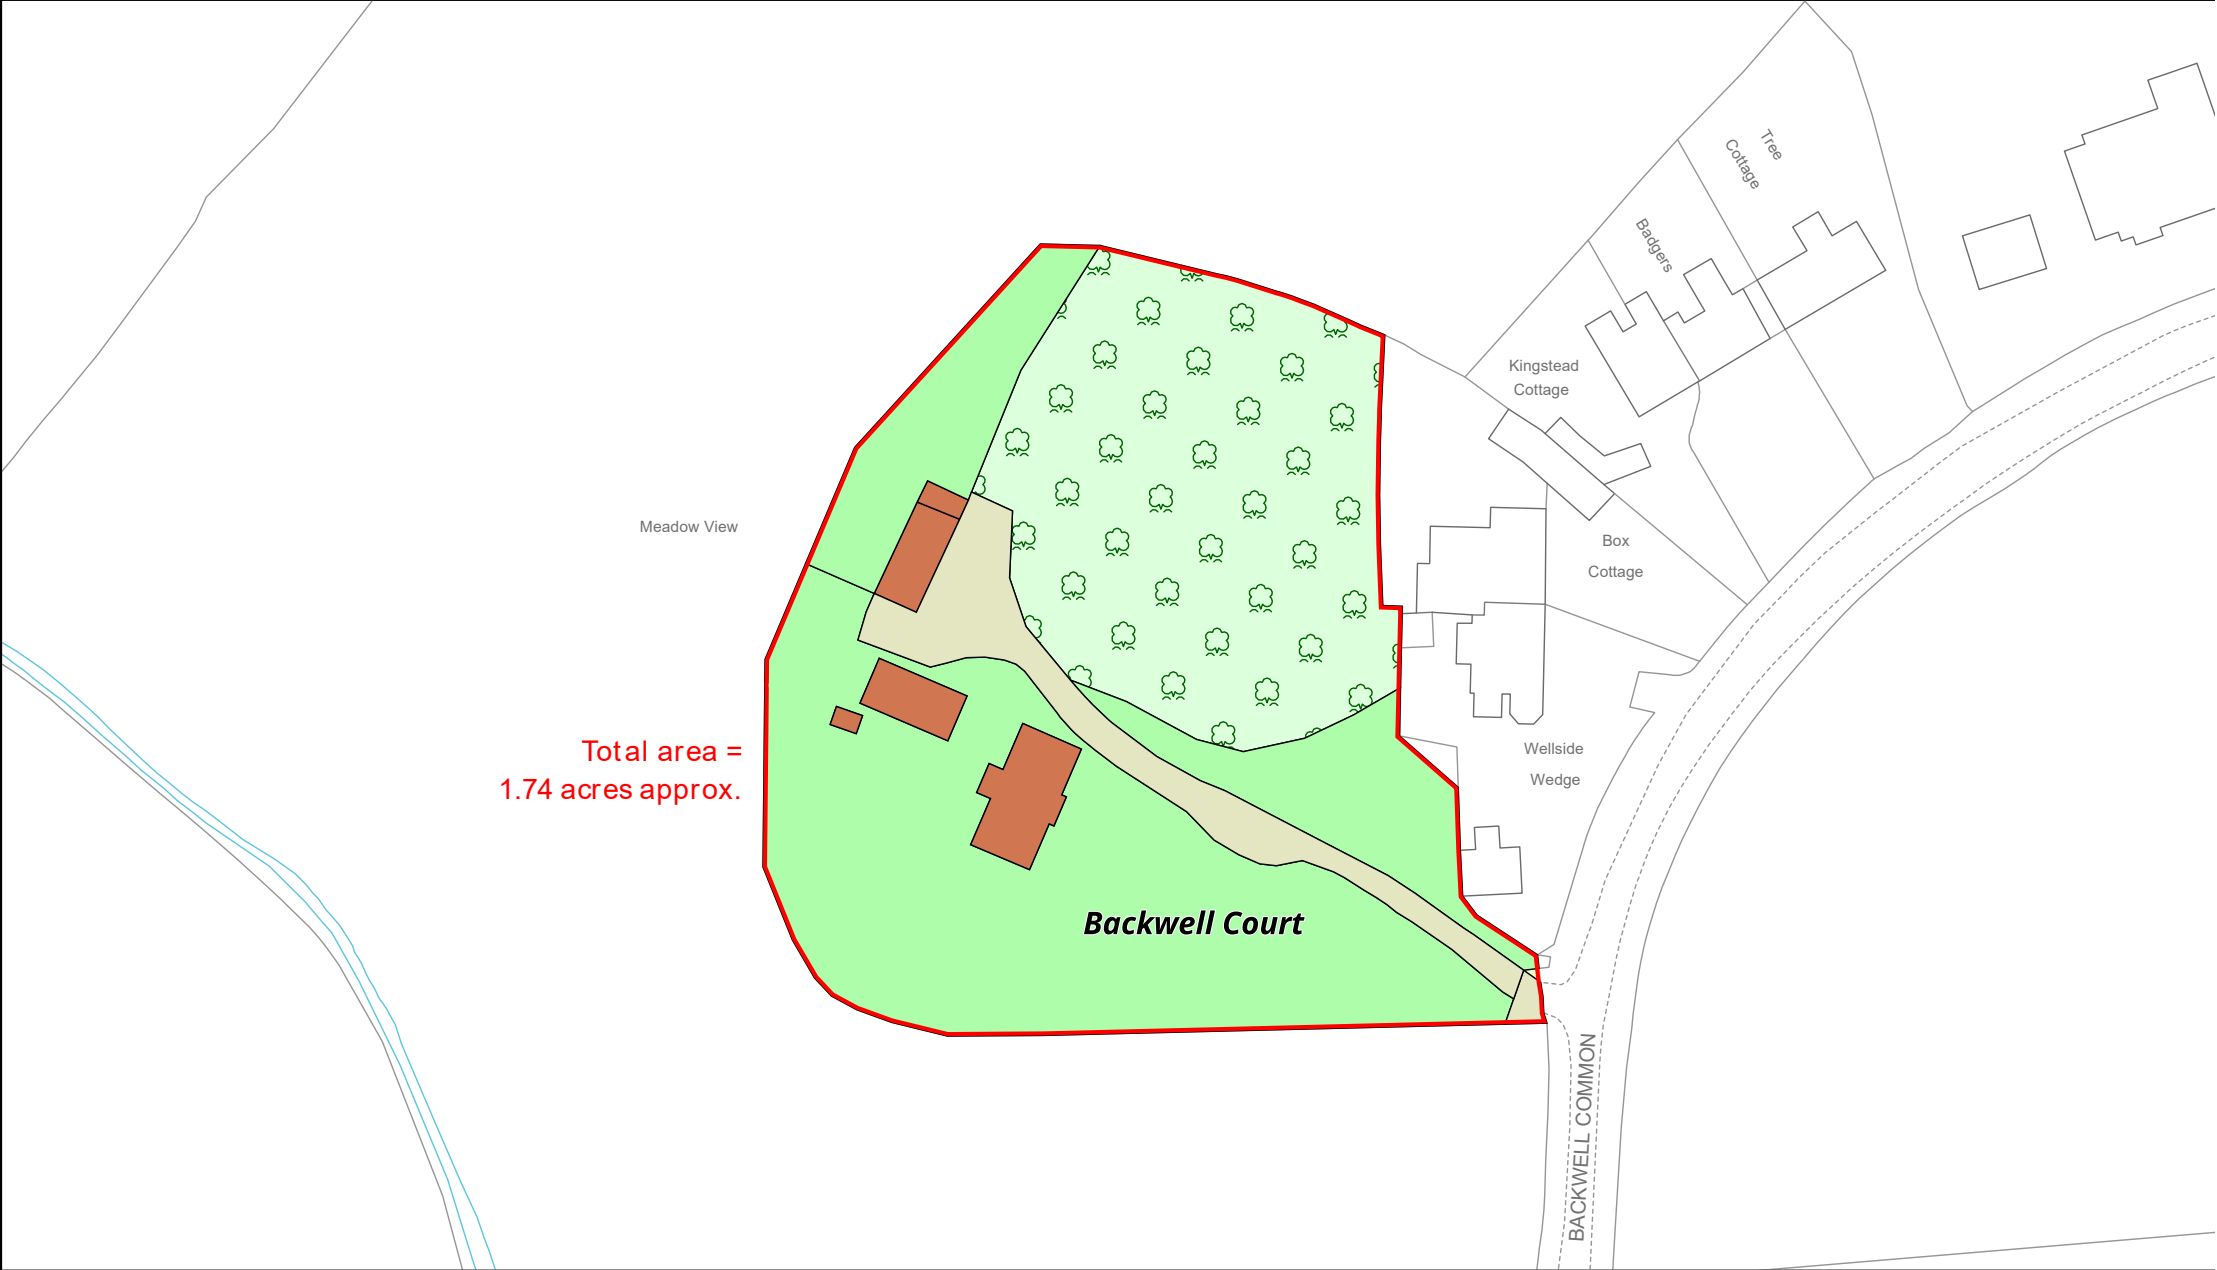 Tree
Cottage
Badgers
Kingstead
Cottage
Meadow View
Box
Cottage
Total area =
1.74 acres approx.
Wellside
Wedge
Backwell Court
BACKWELL COMMON